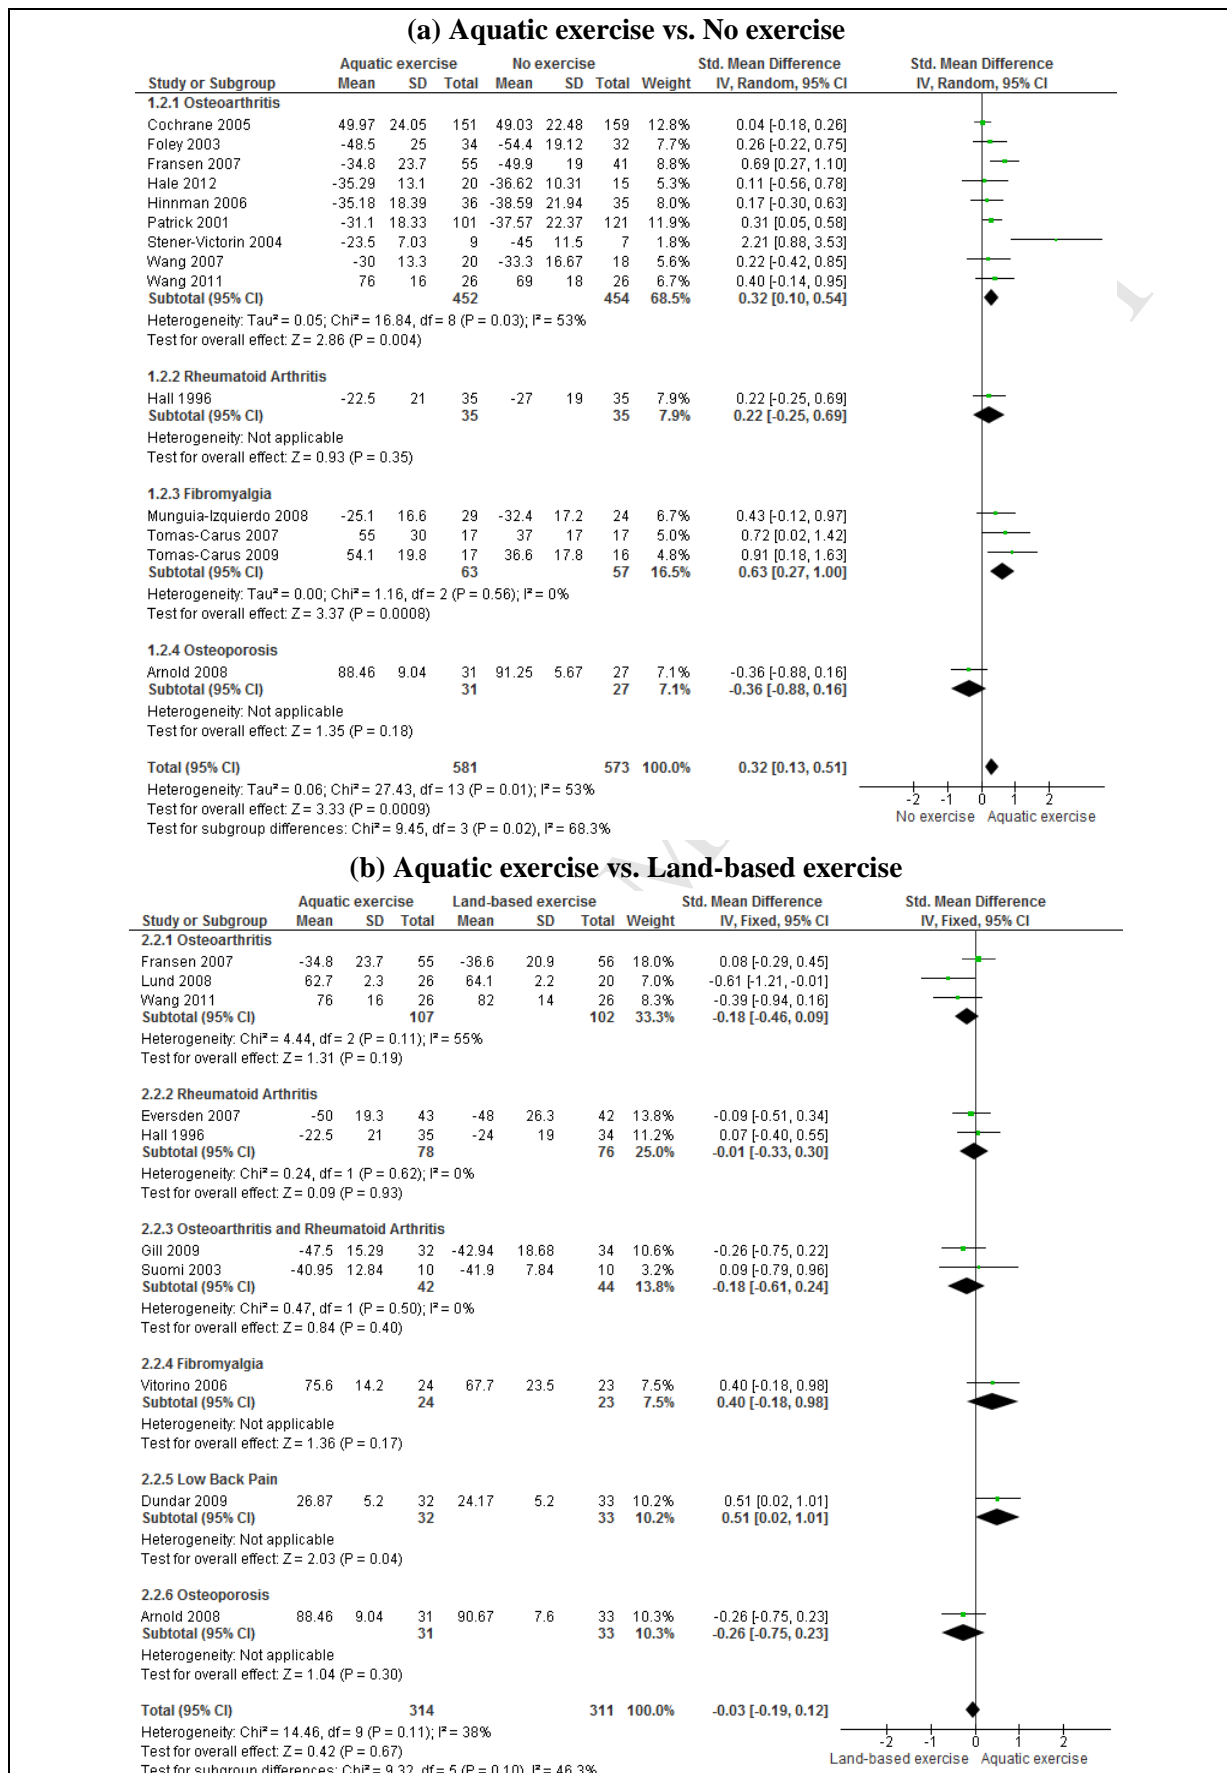 (a) Aquatic exercise vs. No exercise
Aquatic exercise No exercise Std. Mean Difference Std. Mean Difference
Study or Subgroup Mean SD Total Mean SD Total Weight IV, Random, 95% CI IV, Random, 95% CI
1.2.1 Osteoarthritis
Cochrane 2005 49.97 24.05 151 49.03 22.48 159 12.8% 0.04 [-0.18, 0.26]
Foley 2003 -48.5 25 34 -54.4 19.12 32 7.7% 0.26 [-0.22, 0.75]
Fransen 2007 -34.8 23.7 55 -49.9 19 41 8.8% 0.69 [0.27, 1.10]
Hale 2012 -35.29 13.1 20 -36.62 10.31 15 5.3% 0.11 [-0.56, 0.78]
Hinnman 2006 -35.18 18.39 36 -38.59 21.94 35 8.0% 0.17 [-0.30, 0.63]
Patrick 2001 -31.1 18.33 101 -37.57 22.37 121 11.9% 0.31 [0.05, 0.58]
Stener-Victorin 2004 -23.5 7.03 9 -45 11.5 7 1.8% 2.21 [0.88, 3.53]
Wang 2007 -30 13.3 20 -33.3 16.67 18 5.6% 0.22 [-0.42, 0.85]
Wang 2011 76 16 26 69 18 26 6.7% 0.40 [-0.14, 0.95]
Subtotal (95% CI) 452 454 68.5% 0.32 [0.10, 0.54]
Heterogeneity: Tau² = 0.05; Chi² = 16.84, df = 8 (P = 0.03); I² = 53%
Test for overall effect: Z = 2.86 (P = 0.004)
1.2.2 Rheumatoid Arthritis
Hall 1996 -22.5 21 35 -27 19 35 7.9% 0.22 [-0.25, 0.69]
Subtotal (95% CI) 35 35 7.9% 0.22 [-0.25, 0.69]
Heterogeneity: Not applicable
Test for overall effect: Z = 0.93 (P = 0.35)
1.2.3 Fibromyalgia
Munguia-Izquierdo 2008 -25.1 16.6 29 -32.4 17.2 24 6.7% 0.43 [-0.12, 0.97]
Tomas-Carus 2007 55 30 17 37 17 17 5.0% 0.72 [0.02, 1.42]
Tomas-Carus 2009 54.1 19.8 17 36.6 17.8 16 4.8% 0.91 [0.18, 1.63]
Subtotal (95% CI) 63 57 16.5% 0.63 [0.27, 1.00]
Heterogeneity: Tau² = 0.00; Chi² = 1.16, df = 2 (P = 0.56); I² = 0%
Test for overall effect: Z = 3.37 (P = 0.0008)
1.2.4 Osteoporosis
Arnold 2008 88.46 9.04 31 91.25 5.67 27 7.1% -0.36 [-0.88, 0.16]
Subtotal (95% CI) 31 27 7.1% -0.36 [-0.88, 0.16]
Heterogeneity: Not applicable
Test for overall effect: Z = 1.35 (P = 0.18)
Total (95% CI) 581 573 100.0% 0.32 [0.13, 0.51]
Heterogeneity: Tau² = 0.06; Chi² = 27.43, df = 13 (P = 0.01); I² = 53%
Test for overall effect: Z = 3.33 (P = 0.0009)
Test for subgroup differences: Chi² = 9.45, df = 3 (P = 0.02), I² = 68.3%
-2 -1 0 1 2
No exercise Aquatic exercise
(b) Aquatic exercise vs. Land-based exercise
Aquatic exercise Land-based exercise Std. Mean Difference Std. Mean Difference
Study or Subgroup Mean SD Total Mean SD Total Weight IV, Fixed, 95% CI IV, Fixed, 95% CI
2.2.1 Osteoarthritis
Fransen 2007 -34.8 23.7 55 -36.6 20.9 56 18.0% 0.08 [-0.29, 0.45]
Lund 2008 62.7 2.3 26 64.1 2.2 20 7.0% -0.61 [-1.21, -0.01]
Wang 2011 76 16 26 82 14 26 8.3% -0.39 [-0.94, 0.16]
Subtotal (95% CI) 107 102 33.3% -0.18 [-0.46, 0.09]
Heterogeneity: Chi² = 4.44, df = 2 (P = 0.11); I² = 55%
Test for overall effect: Z = 1.31 (P = 0.19)
2.2.2 Rheumatoid Arthritis
Eversden 2007 -50 19.3 43 -48 26.3 42 13.8% -0.09 [-0.51, 0.34]
Hall 1996 -22.5 21 35 -24 19 34 11.2% 0.07 [-0.40, 0.55]
Subtotal (95% CI) 78 76 25.0% -0.01 [-0.33, 0.30]
Heterogeneity: Chi² = 0.24, df = 1 (P = 0.62); I² = 0%
Test for overall effect: Z = 0.09 (P = 0.93)
2.2.3 Osteoarthritis and Rheumatoid Arthritis
Gill 2009 -47.5 15.29 32 -42.94 18.68 34 10.6% -0.26 [-0.75, 0.22]
Suomi 2003 -40.95 12.84 10 -41.9 7.84 10 3.2% 0.09 [-0.79, 0.96]
Subtotal (95% CI) 42 44 13.8% -0.18 [-0.61, 0.24]
Heterogeneity: Chi² = 0.47, df = 1 (P = 0.50); I² = 0%
Test for overall effect: Z = 0.84 (P = 0.40)
2.2.4 Fibromyalgia
Vitorino 2006 75.6 14.2 24 67.7 23.5 23 7.5% 0.40 [-0.18, 0.98]
Subtotal (95% CI) 24 23 7.5% 0.40 [-0.18, 0.98]
Heterogeneity: Not applicable
Test for overall effect: Z = 1.36 (P = 0.17)
2.2.5 Low Back Pain
Dundar 2009 26.87 5.2 32 24.17 5.2 33 10.2% 0.51 [0.02, 1.01]
Subtotal (95% CI) 32 33 10.2% 0.51 [0.02, 1.01]
Heterogeneity: Not applicable
Test for overall effect: Z = 2.03 (P = 0.04)
2.2.6 Osteoporosis
Arnold 2008 88.46 9.04 31 90.67 7.6 33 10.3% -0.26 [-0.75, 0.23]
Subtotal (95% CI) 31 33 10.3% -0.26 [-0.75, 0.23]
Heterogeneity: Not applicable
Test for overall effect: Z = 1.04 (P = 0.30)
Total (95% CI) 314 311 100.0% -0.03 [-0.19, 0.12]
Heterogeneity: Chi² = 14.46, df = 9 (P = 0.11); I² = 38%
Test for overall effect: Z = 0.42 (P = 0.67)
Test for subgroup differences: Chi² = 9.32, df = 5 (P = 0.10), I² = 46.3%
-2 -1 0 1 2
Land-based exercise Aquatic exercise